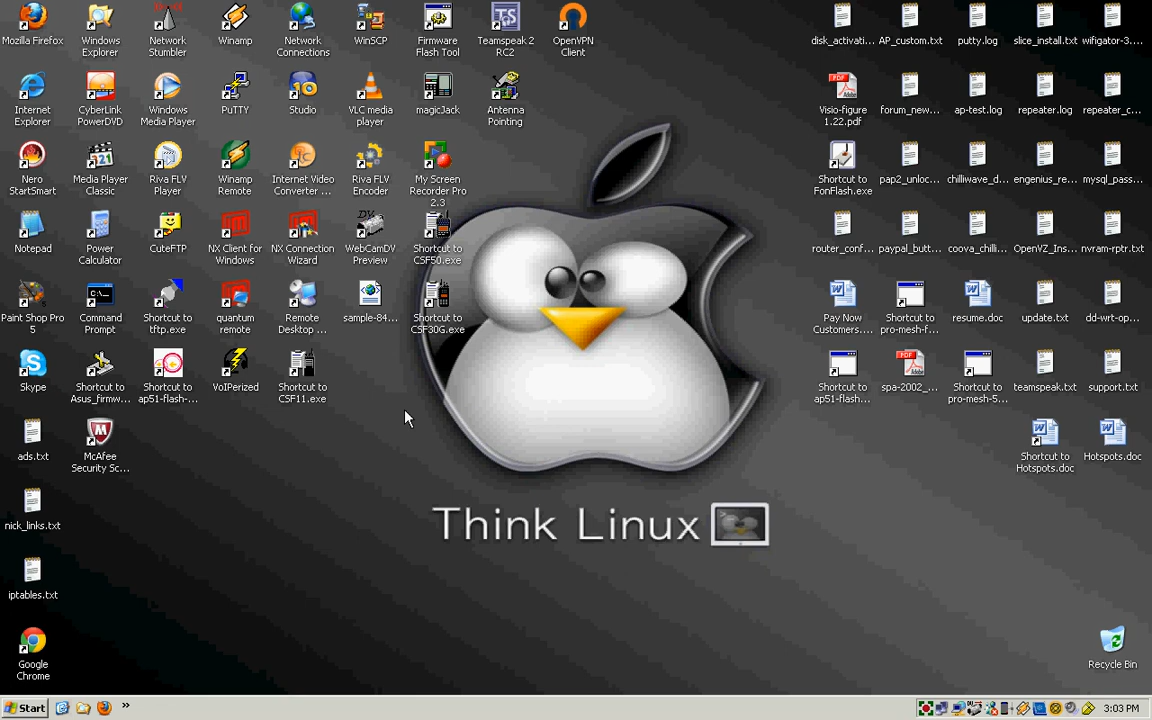 Mozilla Firefox
Windows
Explorer
Network
Stumbler
Winamp
Network
Connections
WinSCP
Firmware
Flash Tool
Teamspeak 2
RC2
OpenVPN
Client
disk_activati...
AP_custom.txt
putty.log
slice_install.txt
wifigator-3....
Internet
Explorer
CyberLink
PowerDVD
Windows
Media Player
PuTTY
Studio
VLC media
player
magicJack
Antenna
Pointing
Visio-figure
1.22.pdf
forum_new...
ap-test.log
repeater.log
repeater_c...
Nero
StartSmart
Media Player
Classic
Riva FLV
Player
Winamp
Remote
Internet Video
Converter ...
Riva FLV
Encoder
My Screen
Recorder Pro
2.3
Shortcut to
FonFlash.exe
pap2_unloc...
chilliwave_d...
engenius_re...
mysql_pass...
Notepad
Power
Calculator
CuteFTP
NX Client for
Windows
NX Connection
Wizard
WebCamDV
Preview
Shortcut to
CSF50.exe
router_conf...
paypal_butt...
coova_chilli...
OpenVZ_Ins...
nvram-rptr.txt
Paint Shop Pro
5
Command
Prompt
Shortcut to
tftp.exe
quantum
remote
Remote
Desktop ...
sample-84...
Shortcut to
CSF30G.exe
Pay Now
Customers....
Shortcut to
pro-mesh-f...
resume.doc
update.txt
dd-wrt-op...
Skype
Shortcut to
Asus_firmw...
Shortcut to
ap51-flash-...
VoIPerized
Shortcut to
CSF11.exe
Shortcut to
ap51-flash...
spa-2002_...
Shortcut to
pro-mesh-5...
teamspeak.txt
support.txt
ads.txt
McAfee
Security Sc...
Shortcut to
Hotspots.doc
Hotspots.doc
nick_links.txt
Think Linux
iptables.txt
Google
Chrome
Recycle Bin
Start
3:03 PM